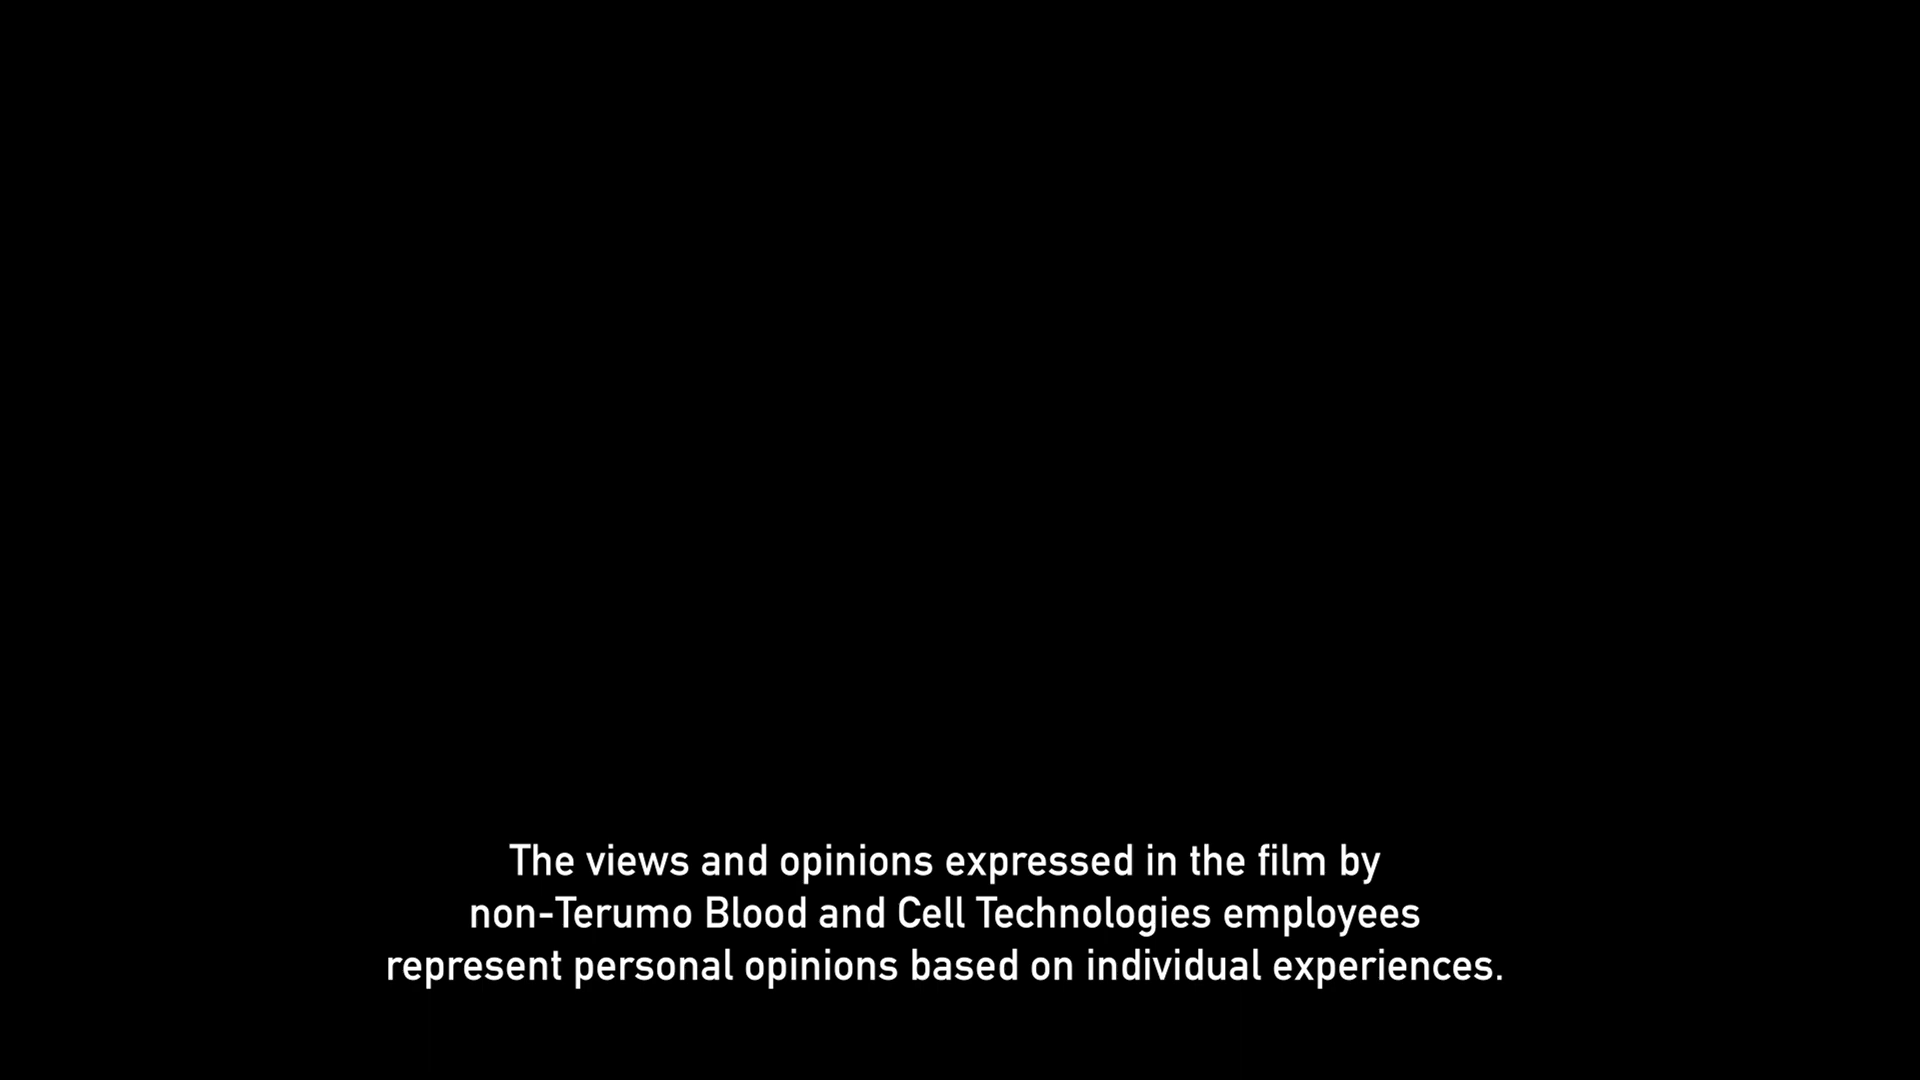 The views and opinions expressed in the film by
non-Terumo Blood and Cell Technologies employees
represent personal opinions based on individual experiences.